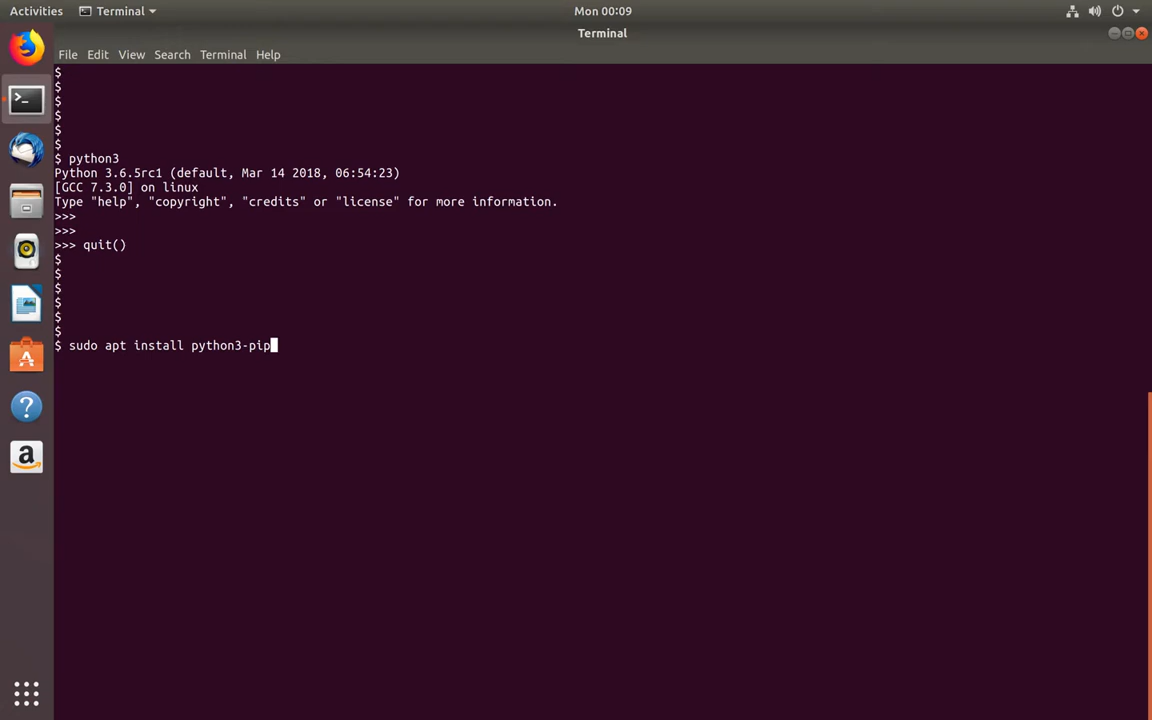 Activities Terminal Mon 00:09
Terminal
File Edit View Search Terminal Help
$
$
$
$
$
$
$ python3
Python 3.6.5rc1 (default, Mar 14 2018, 06:54:23)
[GCC 7.3.0] on linux
Type "help", "copyright", "credits" or "license" for more information.
>>>
>>>
>>> quit()
$
$
$
$
$
$
$ sudo apt install python3-pip